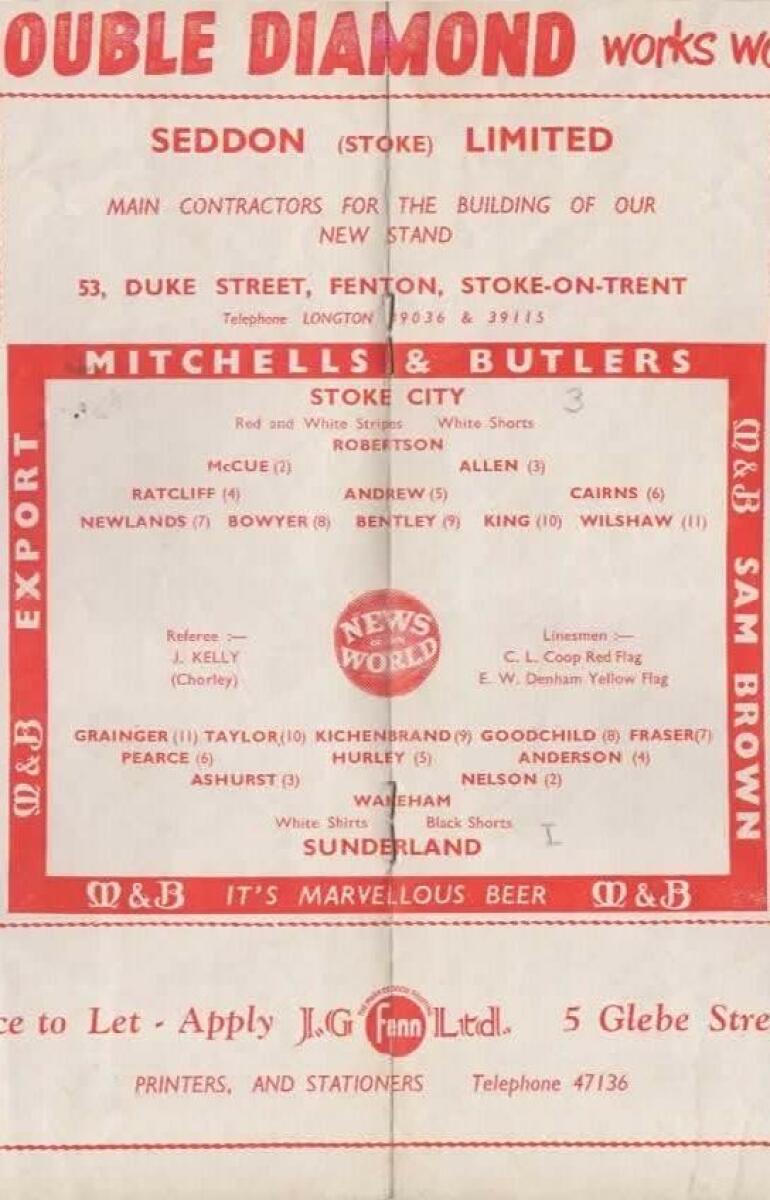 OUBLE DIAMOND works wo
SEDDON (STOKE) LIMITED
MAIN CONTRACTORS FOR THE BUILDING OF OUR
NEW STAND
53, DUKE STREET, FENTON, STOKE-ON-TRENT
Telephone LONGTON 39036 & 39115
MITCHELLS & BUTLERS
M & B EXPORT
M & B SAM BROWN
STOKE CITY 3
Red and White Stripes White Shorts
ROBERTSON
McCUE (2) ALLEN (3)
RATCLIFF (4) ANDREW (5) CAIRNS (6)
NEWLANDS (7) BOWYER (8) BENTLEY (9) KING (10) WILSHAW (11)
NEWS
OF THE
WORLD
Referee :—
J. KELLY
(Chorley)
Linesmen :—
C. L. Coop Red Flag
E. W. Denham Yellow Flag
GRAINGER (11) TAYLOR (10) KICHENBRAND (9) GOODCHILD (8) FRASER (7)
PEARCE (6) HURLEY (5) ANDERSON (4)
ASHURST (3) NELSON (2)
WAKEHAM
White Shirts Black Shorts
SUNDERLAND 1
M & B IT'S MARVELLOUS BEER M & B
ce to Let - Apply J.G Fenn Ltd. 5 Glebe Stre
PRINTERS, AND STATIONERS Telephone 47136